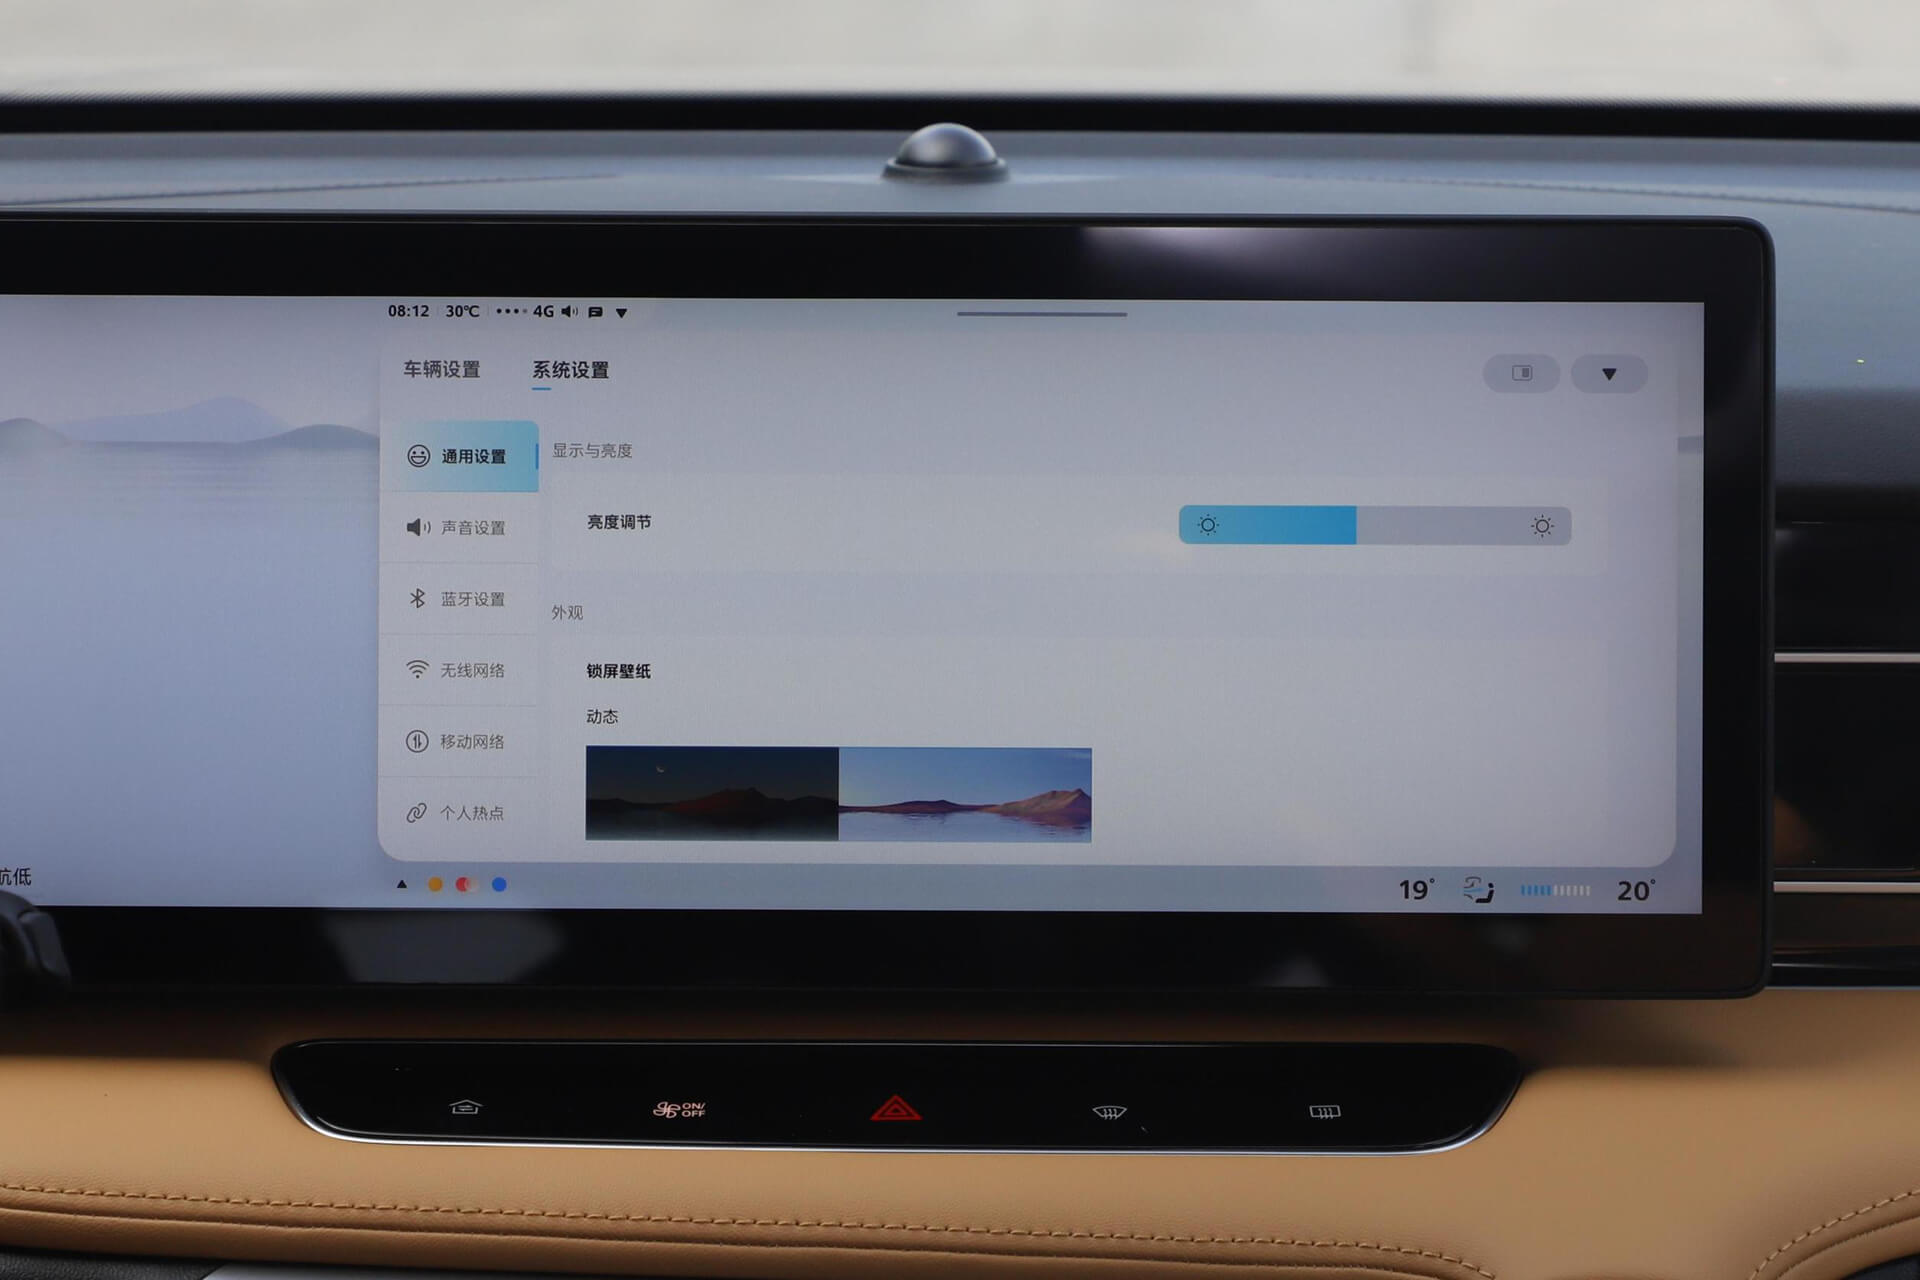 08:12 30℃ 4G
车辆设置 系统设置
通用设置
声音设置
蓝牙设置
无线网络
移动网络
个人热点
显示与亮度
亮度调节
外观
锁屏壁纸
动态
航低
19° 20°
ON/
OFF